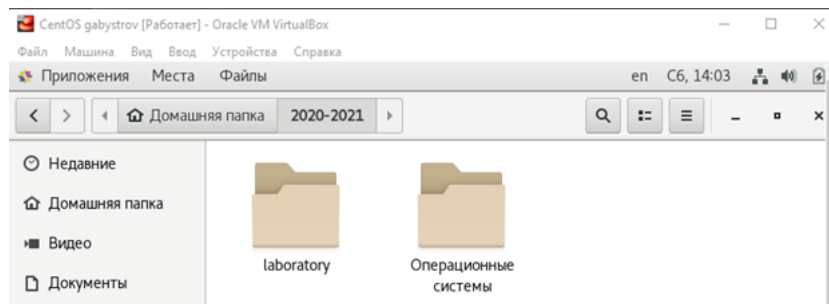 CentOS gabystrov [Работает] - Oracle VM VirtualBox
Файл Машина Вид Ввод Устройства Справка
Приложения Места Файлы en Сб, 14:03
Домашняя папка 2020-2021
Недавние
Домашняя папка
Видео
Документы
laboratory
Операционные
системы